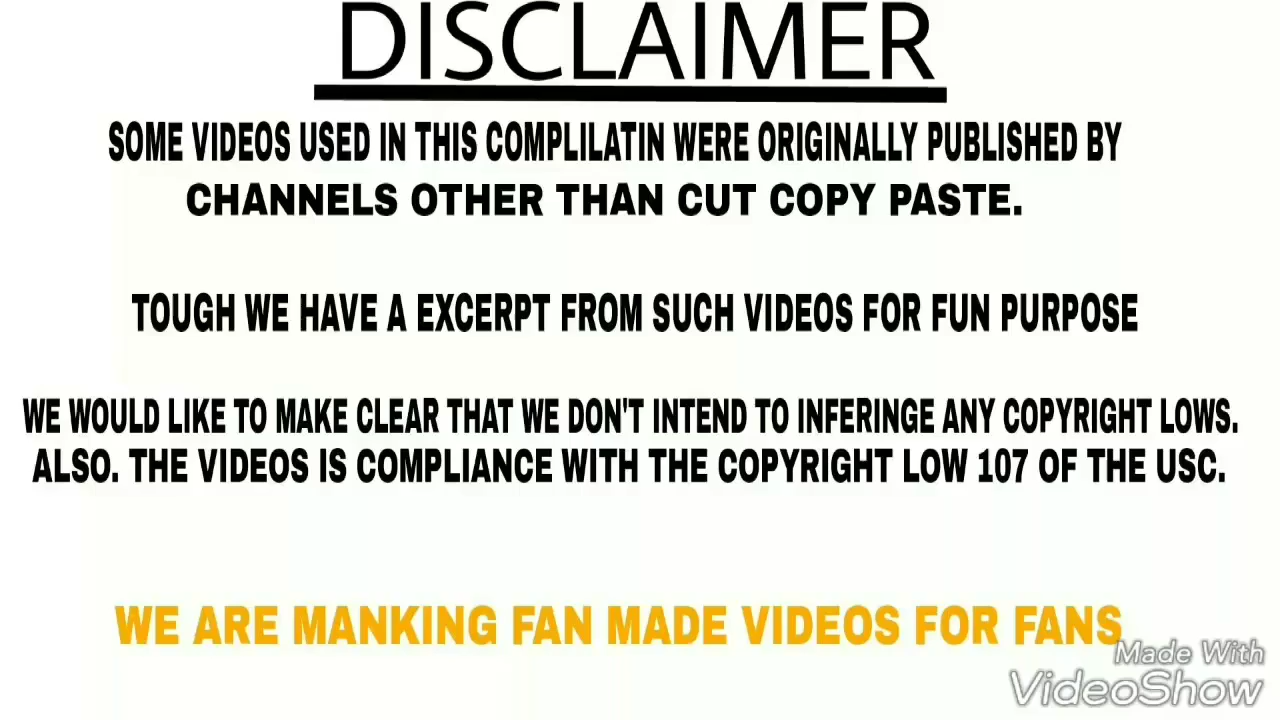 DISCLAIMER
SOME VIDEOS USED IN THIS COMPLILATIN WERE ORIGINALLY PUBLISHED BY
CHANNELS OTHER THAN CUT COPY PASTE.
TOUGH WE HAVE A EXCERPT FROM SUCH VIDEOS FOR FUN PURPOSE
WE WOULD LIKE TO MAKE CLEAR THAT WE DON'T INTEND TO INFERINGE ANY COPYRIGHT LOWS.
ALSO. THE VIDEOS IS COMPLIANCE WITH THE COPYRIGHT LOW 107 OF THE USC.
WE ARE MANKING FAN MADE VIDEOS FOR FANS
Made With
VideoShow